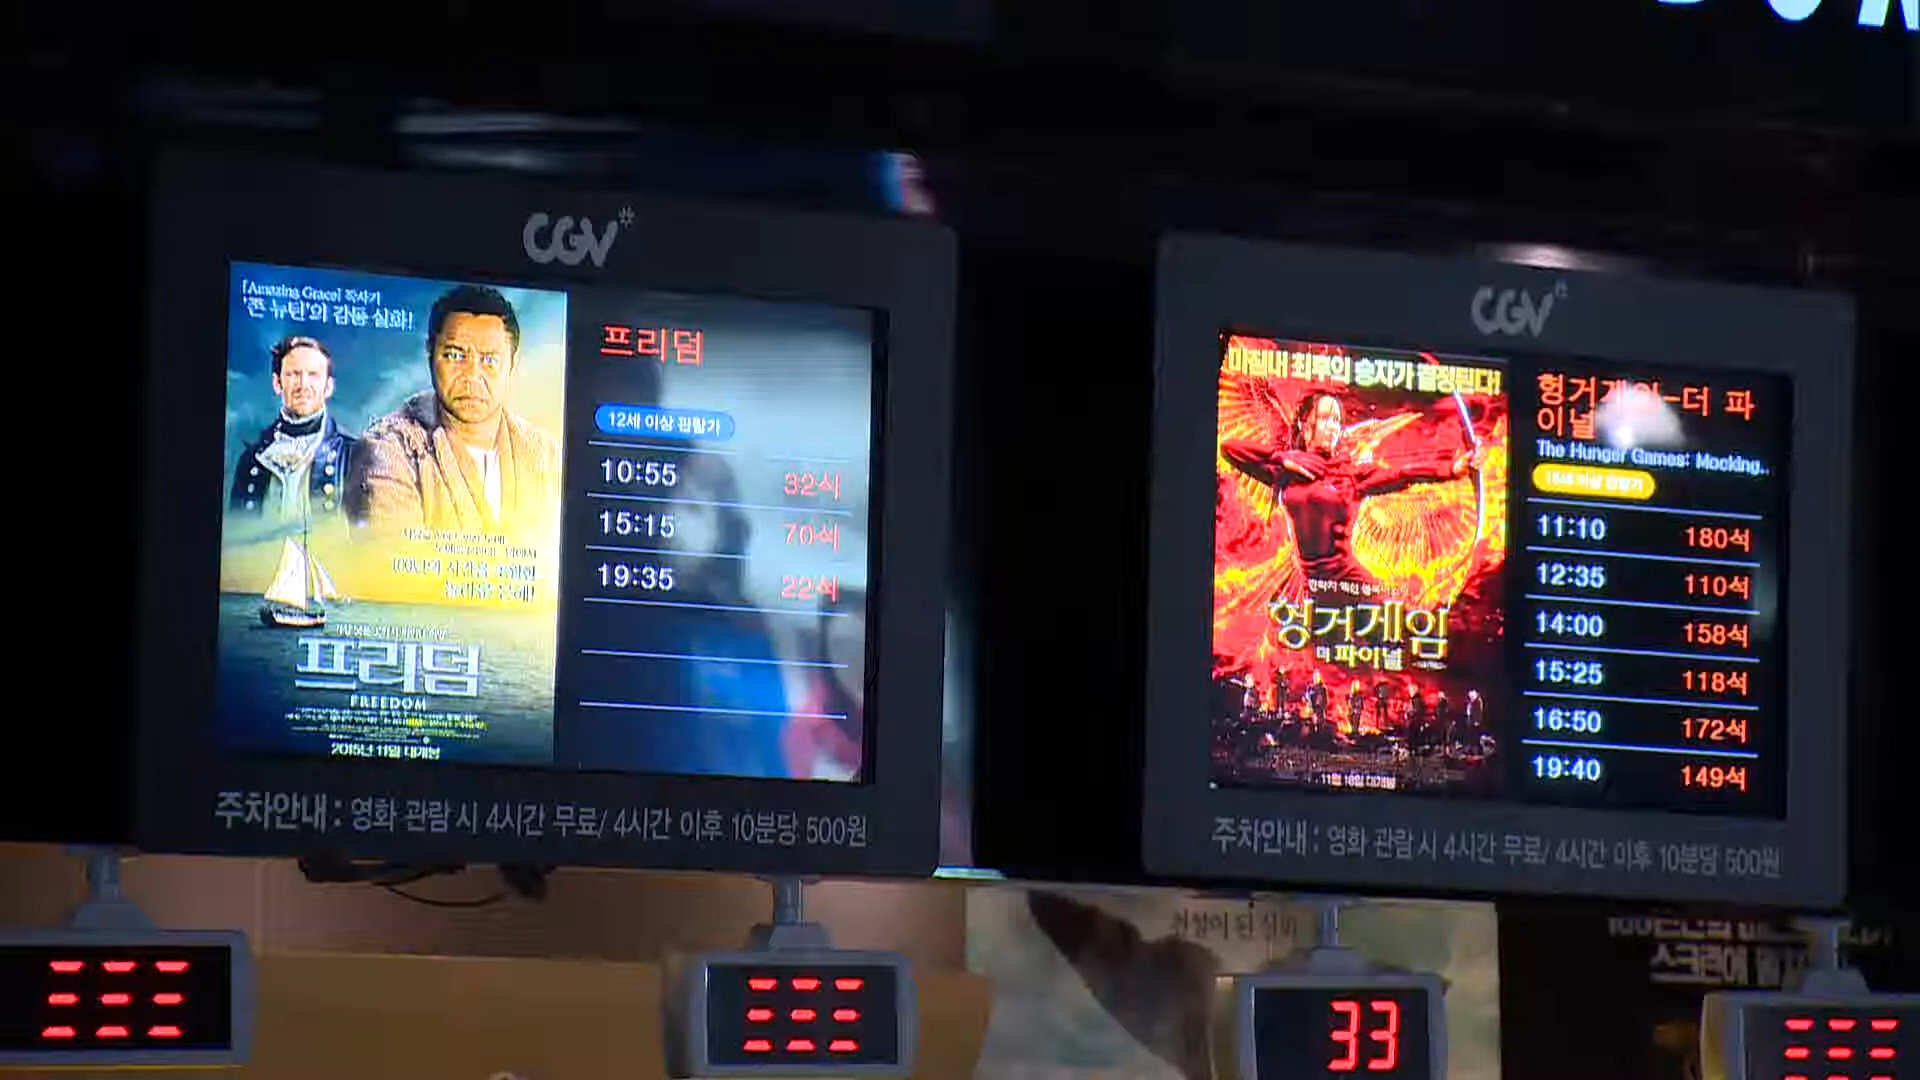 CGV
「Amazing Grace」 작사기
'존 뉴턴'의 감동 실화!
프리덤
FREEDOM
2015년 11월 대개봉
프리덤
12세 이상 관람가
10:55 32석
15:15 70석
19:35 22석
주차안내 : 영화 관람 시 4시간 무료/ 4시간 이후 10분당 500원
CGV
마침내 최후의 승자가 결정된다!
헝거게임
더 파이널
11월 18일 대개봉
헝거게임-더 파
이널
The Hunger Games: Mocking..
15세 이상 관람가
11:10 180석
12:35 110석
14:00 158석
15:25 118석
16:50 172석
19:40 149석
주차안내 : 영화 관람 시 4시간 무료/ 4시간 이후 10분당 500원
33